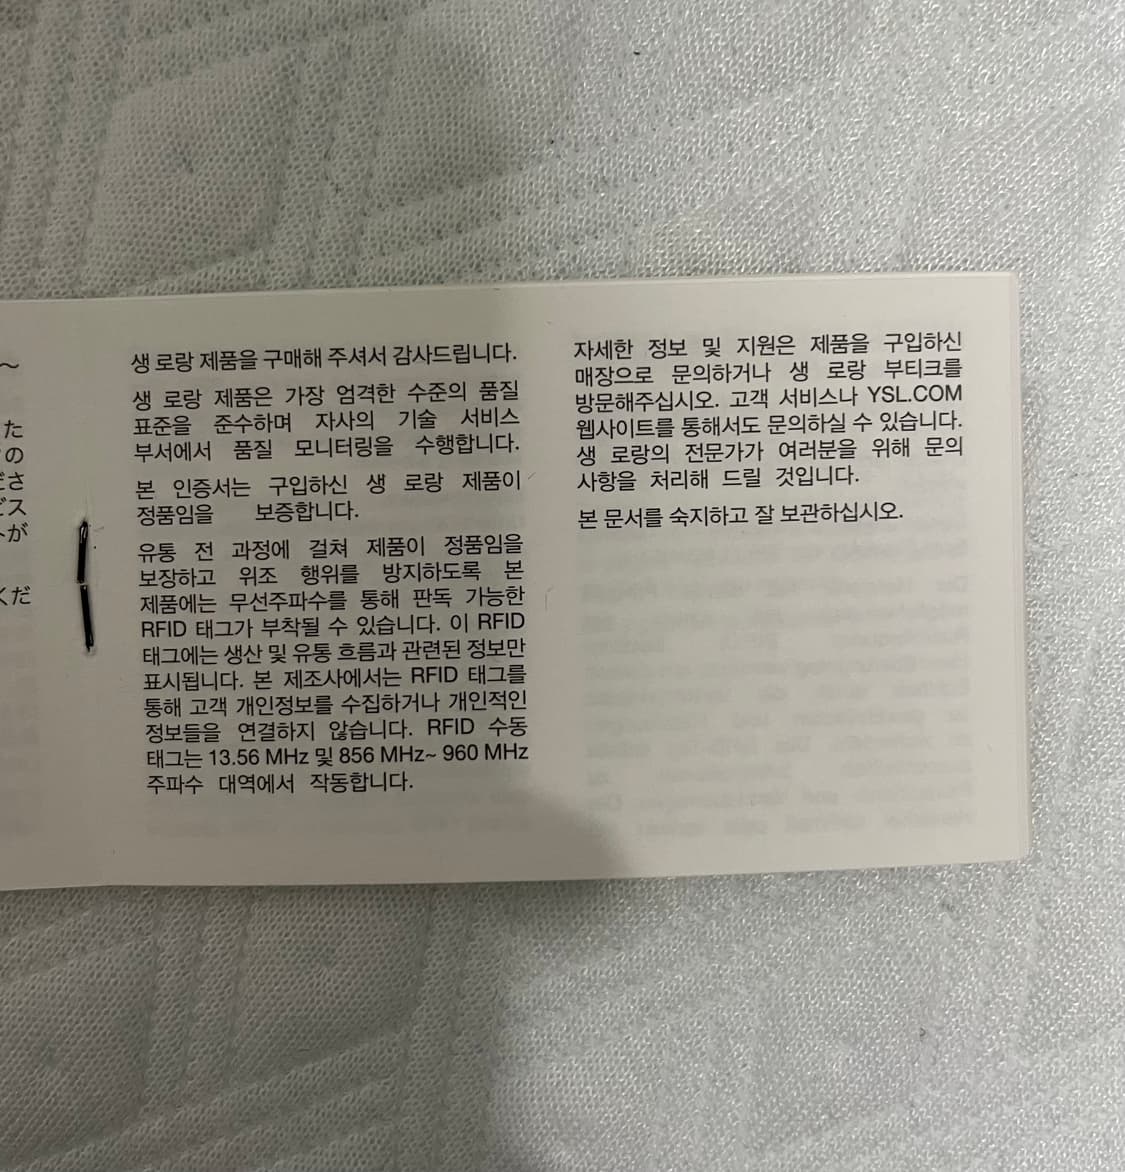 ～
た
の
ださ
ビス
トが
くだ
생 로랑 제품을 구매해 주셔서 감사드립니다.
생 로랑 제품은 가장 엄격한 수준의 품질
표준을 준수하며 자사의 기술 서비스
부서에서 품질 모니터링을 수행합니다.
본 인증서는 구입하신 생 로랑 제품이
정품임을 보증합니다.
유통 전 과정에 걸쳐 제품이 정품임을
보장하고 위조 행위를 방지하도록 본
제품에는 무선주파수를 통해 판독 가능한
RFID 태그가 부착될 수 있습니다. 이 RFID
태그에는 생산 및 유통 흐름과 관련된 정보만
표시됩니다. 본 제조사에서는 RFID 태그를
통해 고객 개인정보를 수집하거나 개인적인
정보들을 연결하지 않습니다. RFID 수동
태그는 13.56 MHz 및 856 MHz~ 960 MHz
주파수 대역에서 작동합니다.
자세한 정보 및 지원은 제품을 구입하신
매장으로 문의하거나 생 로랑 부티크를
방문해주십시오. 고객 서비스나 YSL.COM
웹사이트를 통해서도 문의하실 수 있습니다.
생 로랑의 전문가가 여러분을 위해 문의
사항을 처리해 드릴 것입니다.
본 문서를 숙지하고 잘 보관하십시오.